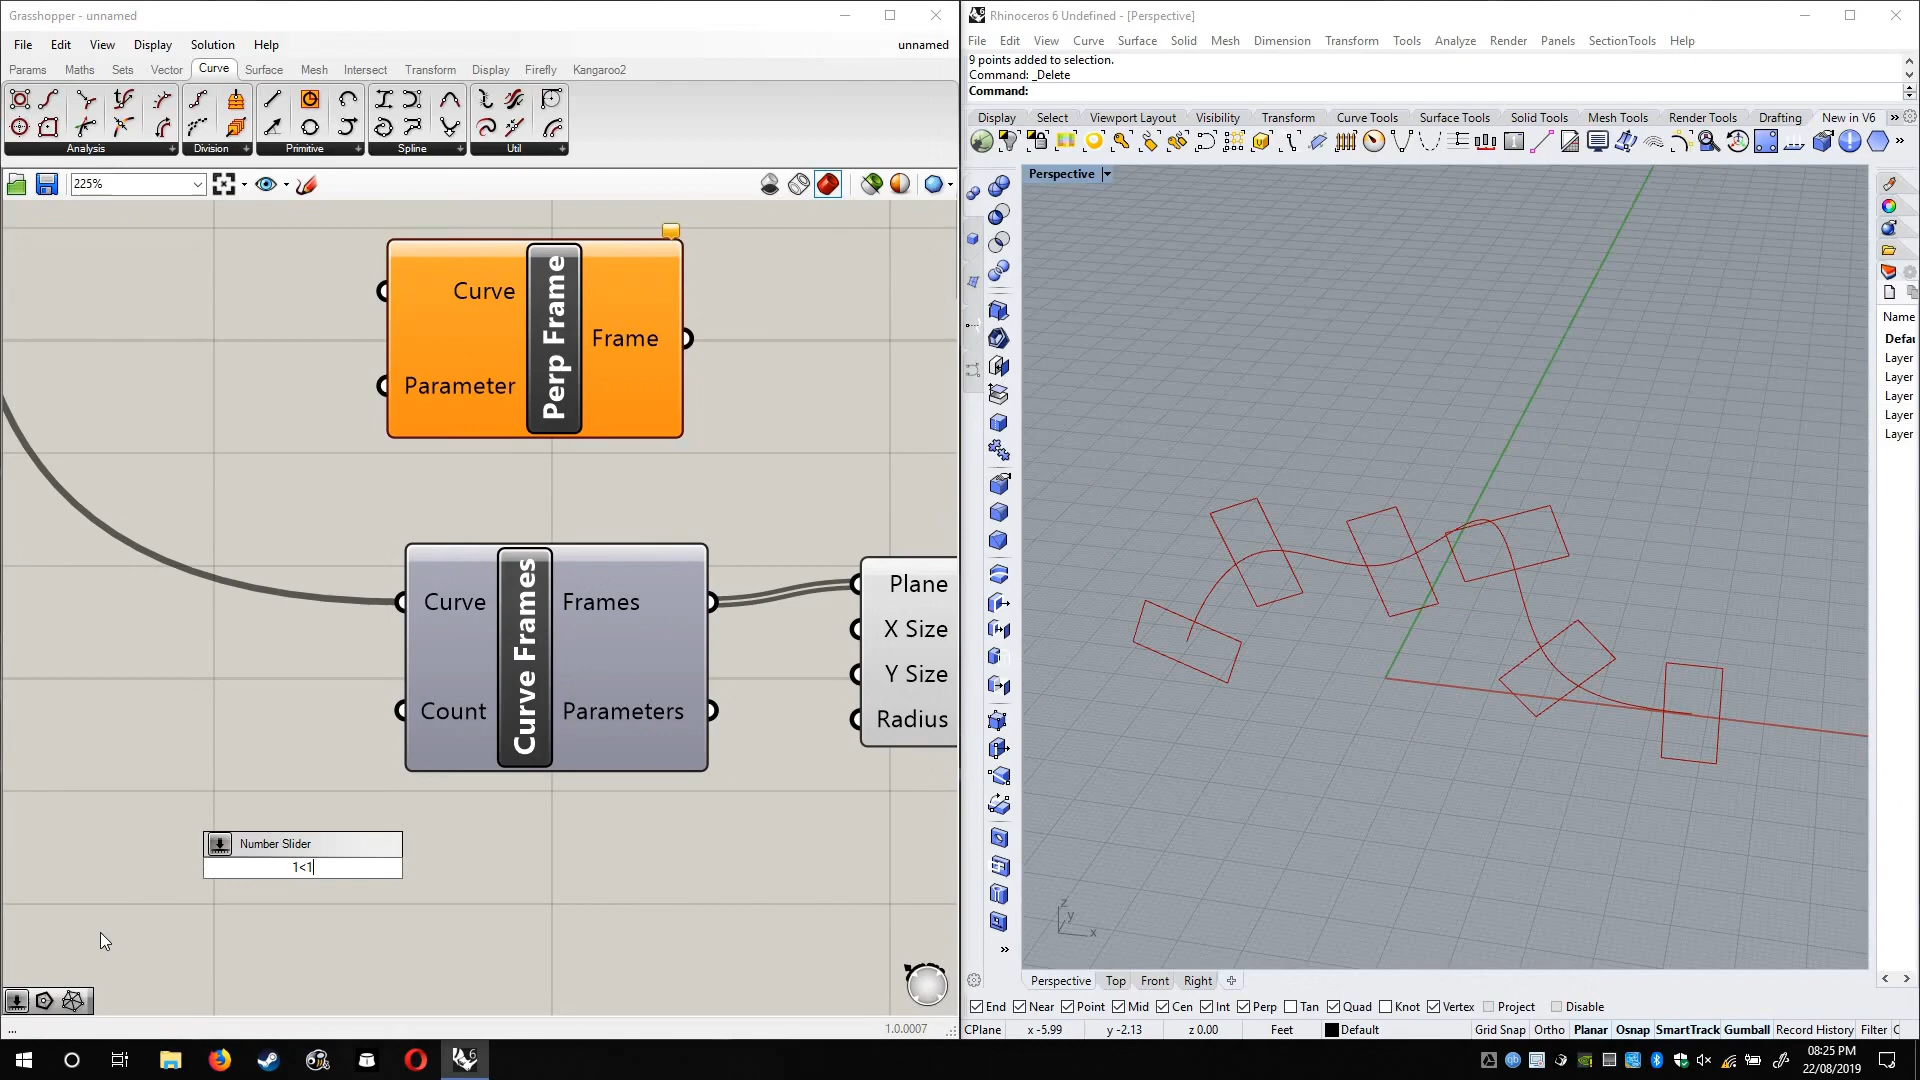 Grasshopper - unnamed
File Edit View Display Solution Help
unnamed
Params Maths Sets Vector Curve Surface Mesh Intersect Transform Display Firefly Kangaroo2
Analysis Division Primitive Spline Util
225%
Curve
Parameter
Perp Frame
Frame
Curve
Count
Curve Frames
Frames
Parameters
Plane
X Size
Y Size
Radius
Number Slider
1<1
...
1.0.0007
Rhinoceros 6 Undefined - [Perspective]
File Edit View Curve Surface Solid Mesh Dimension Transform Tools Analyze Render Panels SectionTools Help
9 points added to selection.
Command: _Delete
Command:
Display Select Viewport Layout Visibility Transform Curve Tools Surface Tools Solid Tools Mesh Tools Render Tools Drafting New in V6
Perspective
Name
Defau
Layer
Layer
Layer
Layer
Layer
z
y
x
Perspective Top Front Right
End Near Point Mid Cen Int Perp Tan Quad Knot Vertex Project Disable
CPlane x -5.99 y -2.13 z 0.00 Feet Default Grid Snap Ortho Planar Osnap SmartTrack Gumball Record History Filter C
08:25 PM
22/08/2019